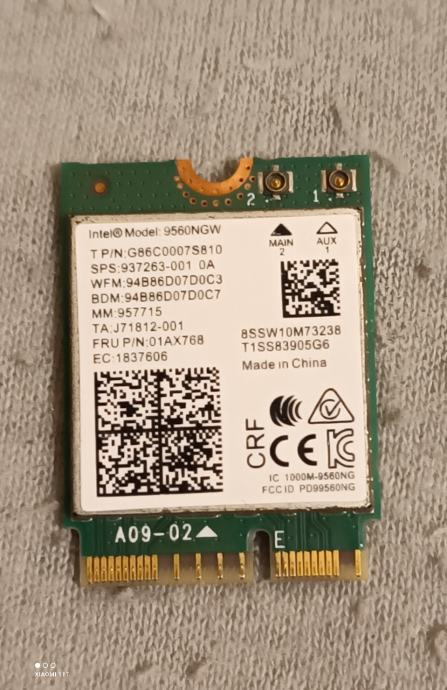 2 1
Intel® Model: 9560NGW
MAIN AUX
2 1
T P/N:G86C0007S810
SPS:937263-001 0A
WFM:94B86D07D0C3
BDM:94B86D07D0C7
MM:957715
TA:J71812-001
FRU P/N:01AX768
EC:1837606
8SSW10M73238
T1SS83905G6
Made in China
CRF
CE
IC 1000M-9560NG
FCC ID PD99560NG
A09-02
E
XIAOMI 11T